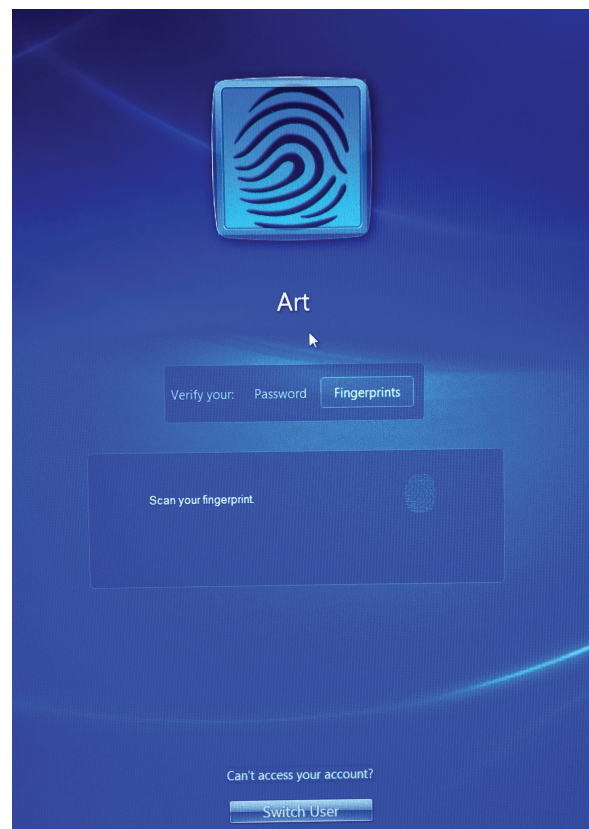 Art
Verify your: Password Fingerprints
Scan your fingerprint.
Can't access your account?
Switch User